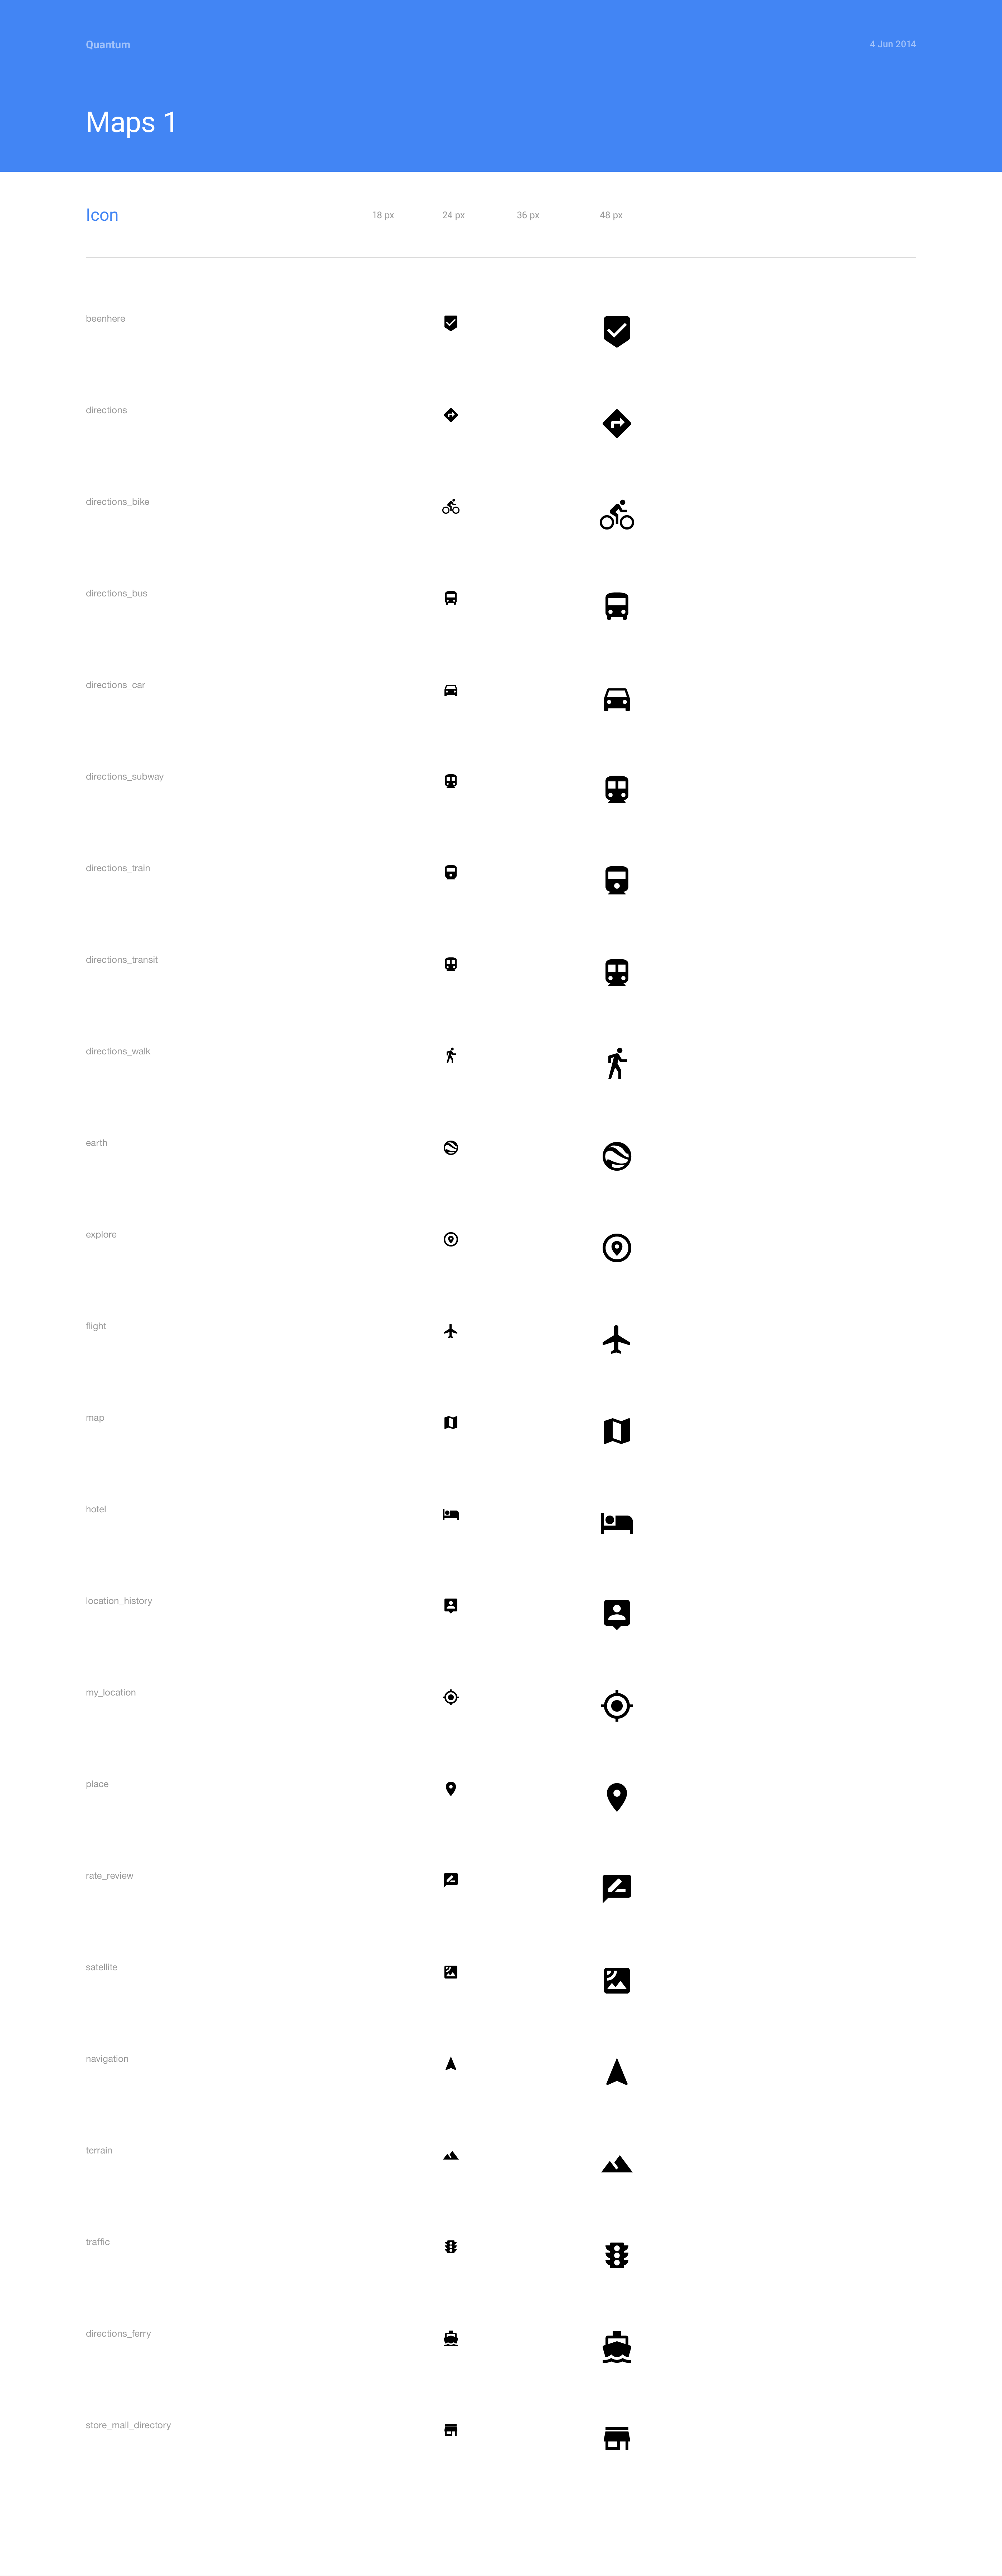 Quantum 4 Jun 2014
Maps 1
Icon 18 px 24 px 36 px 48 px
beenhere
directions
directions_bike
directions_bus
directions_car
directions_subway
directions_train
directions_transit
directions_walk
earth
explore
flight
map
hotel
location_history
my_location
place
rate_review
satellite
navigation
terrain
traffic
directions_ferry
store_mall_directory